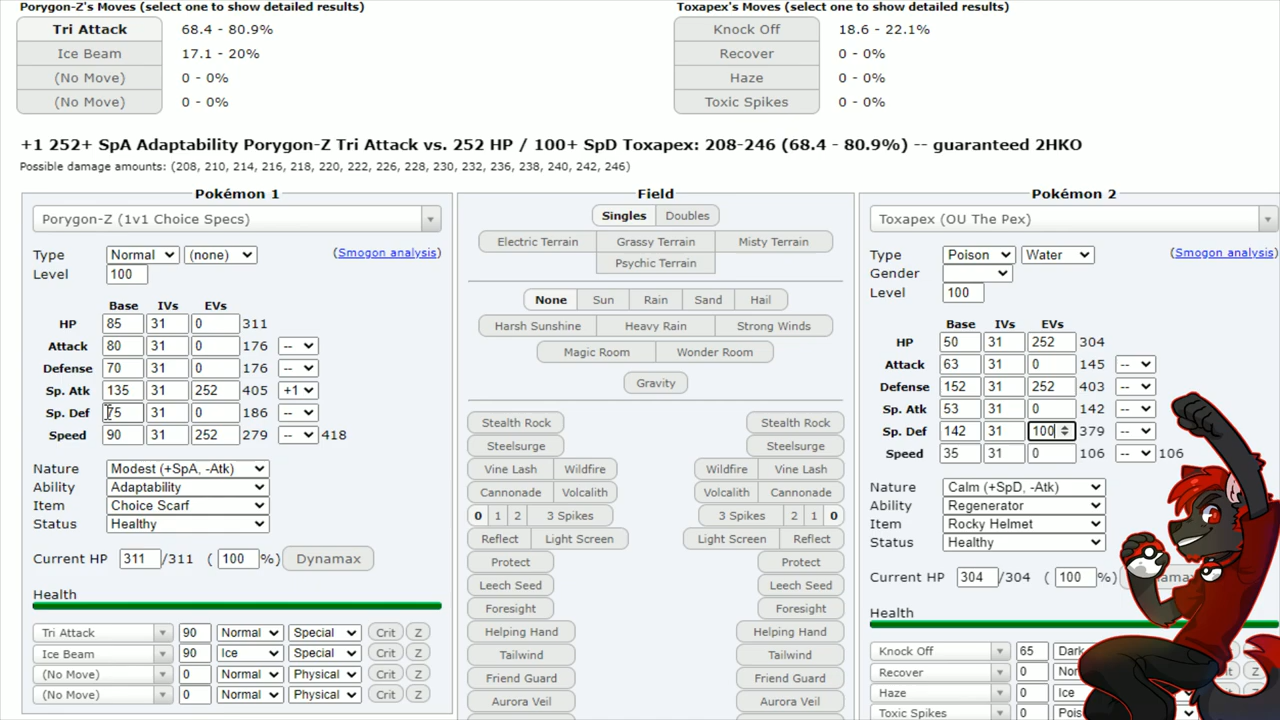 Porygon-Z's Moves (select one to show detailed results)
Toxapex's Moves (select one to show detailed results)
Tri Attack 68.4 - 80.9%
Knock Off 18.6 - 22.1%
Ice Beam 17.1 - 20%
Recover 0 - 0%
(No Move) 0 - 0%
Haze 0 - 0%
(No Move) 0 - 0%
Toxic Spikes 0 - 0%
+1 252+ SpA Adaptability Porygon-Z Tri Attack vs. 252 HP / 100+ SpD Toxapex: 208-246 (68.4 - 80.9%) -- guaranteed 2HKO
Possible damage amounts: (208, 210, 214, 216, 218, 220, 222, 226, 228, 230, 232, 236, 238, 240, 242, 246)
Pokémon 1
Porygon-Z (1v1 Choice Specs)
Type Normal (none) (Smogon analysis)
Level 100
Base IVs EVs
HP 85 31 0 311
Attack 80 31 0 176 --
Defense 70 31 0 176 --
Sp. Atk 135 31 252 405 +1
Sp. Def 75 31 0 186 --
Speed 90 31 252 279 -- 418
Nature Modest (+SpA, -Atk)
Ability Adaptability
Item Choice Scarf
Status Healthy
Current HP 311 /311 ( 100 %) Dynamax
Health
Tri Attack 90 Normal Special Crit Z
Ice Beam 90 Ice Special Crit Z
(No Move) 0 Normal Physical Crit Z
(No Move) 0 Normal Physical Crit Z
Field
Singles Doubles
Electric Terrain Grassy Terrain Misty Terrain
Psychic Terrain
None Sun Rain Sand Hail
Harsh Sunshine Heavy Rain Strong Winds
Magic Room Wonder Room
Gravity
Stealth Rock Stealth Rock
Steelsurge Steelsurge
Vine Lash Wildfire Wildfire Vine Lash
Cannonade Volcalith Volcalith Cannonade
0 1 2 3 Spikes 3 Spikes 2 1 0
Reflect Light Screen Light Screen Reflect
Protect Protect
Leech Seed Leech Seed
Foresight Foresight
Helping Hand Helping Hand
Tailwind Tailwind
Friend Guard Friend Guard
Aurora Veil Aurora Veil
Pokémon 2
Toxapex (OU The Pex)
Type Poison Water (Smogon analysis)
Gender
Level 100
Base IVs EVs
HP 50 31 252 304
Attack 63 31 0 145 --
Defense 152 31 252 403 --
Sp. Atk 53 31 0 142 --
Sp. Def 142 31 100 379 --
Speed 35 31 0 106 -- 106
Nature Calm (+SpD, -Atk)
Ability Regenerator
Item Rocky Helmet
Status Healthy
Current HP 304 /304 ( 100 %)
Health
Knock Off 65 Dark
Recover 0 Nor
Haze 0 Ice Z
Toxic Spikes 0 Pois